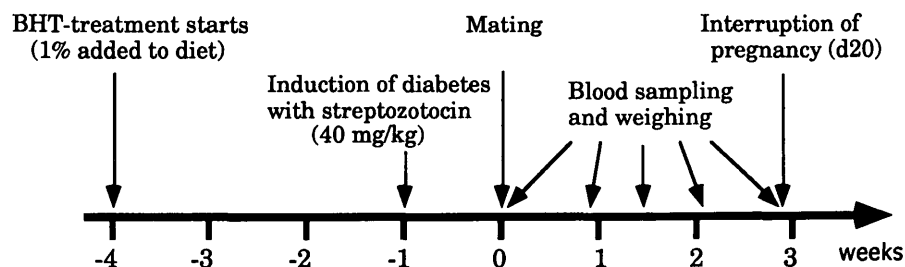 BHT-treatment starts
(1% added to diet)
Induction of diabetes
with streptozotocin
(40 mg/kg)
Mating
Blood sampling
and weighing
Interruption of
pregnancy (d20)
-4 -3 -2 -1 0 1 2 3 weeks